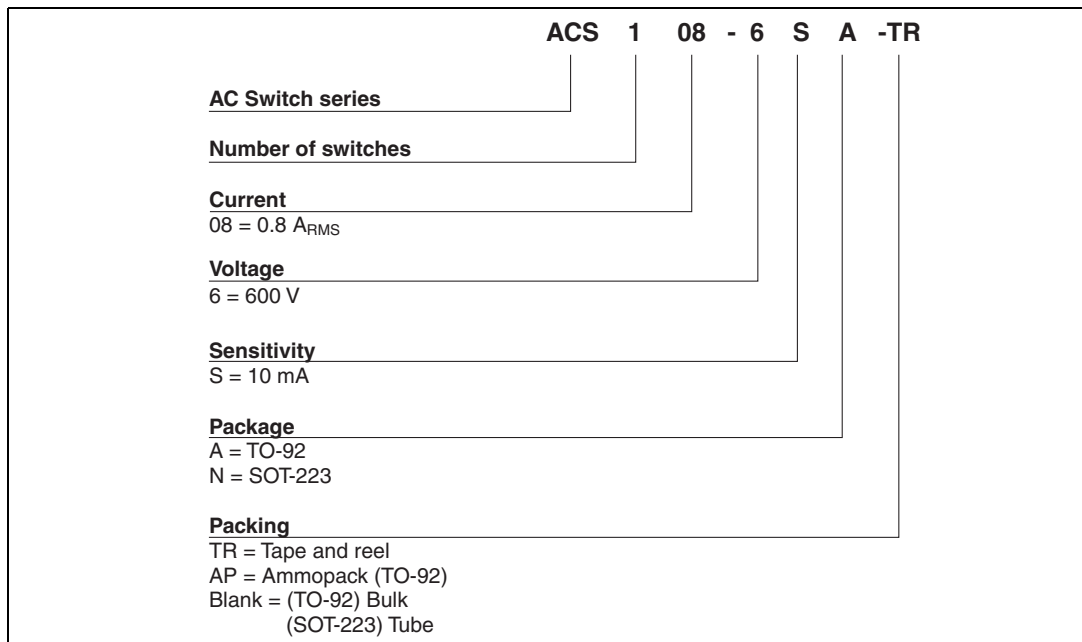 ACS 1 08 - 6 S A -TR
AC Switch series
Number of switches
Current
08 = 0.8 ARMS
Voltage
6 = 600 V
Sensitivity
S = 10 mA
Package
A = TO-92
N = SOT-223
Packing
TR = Tape and reel
AP = Ammopack (TO-92)
Blank = (TO-92) Bulk
(SOT-223) Tube